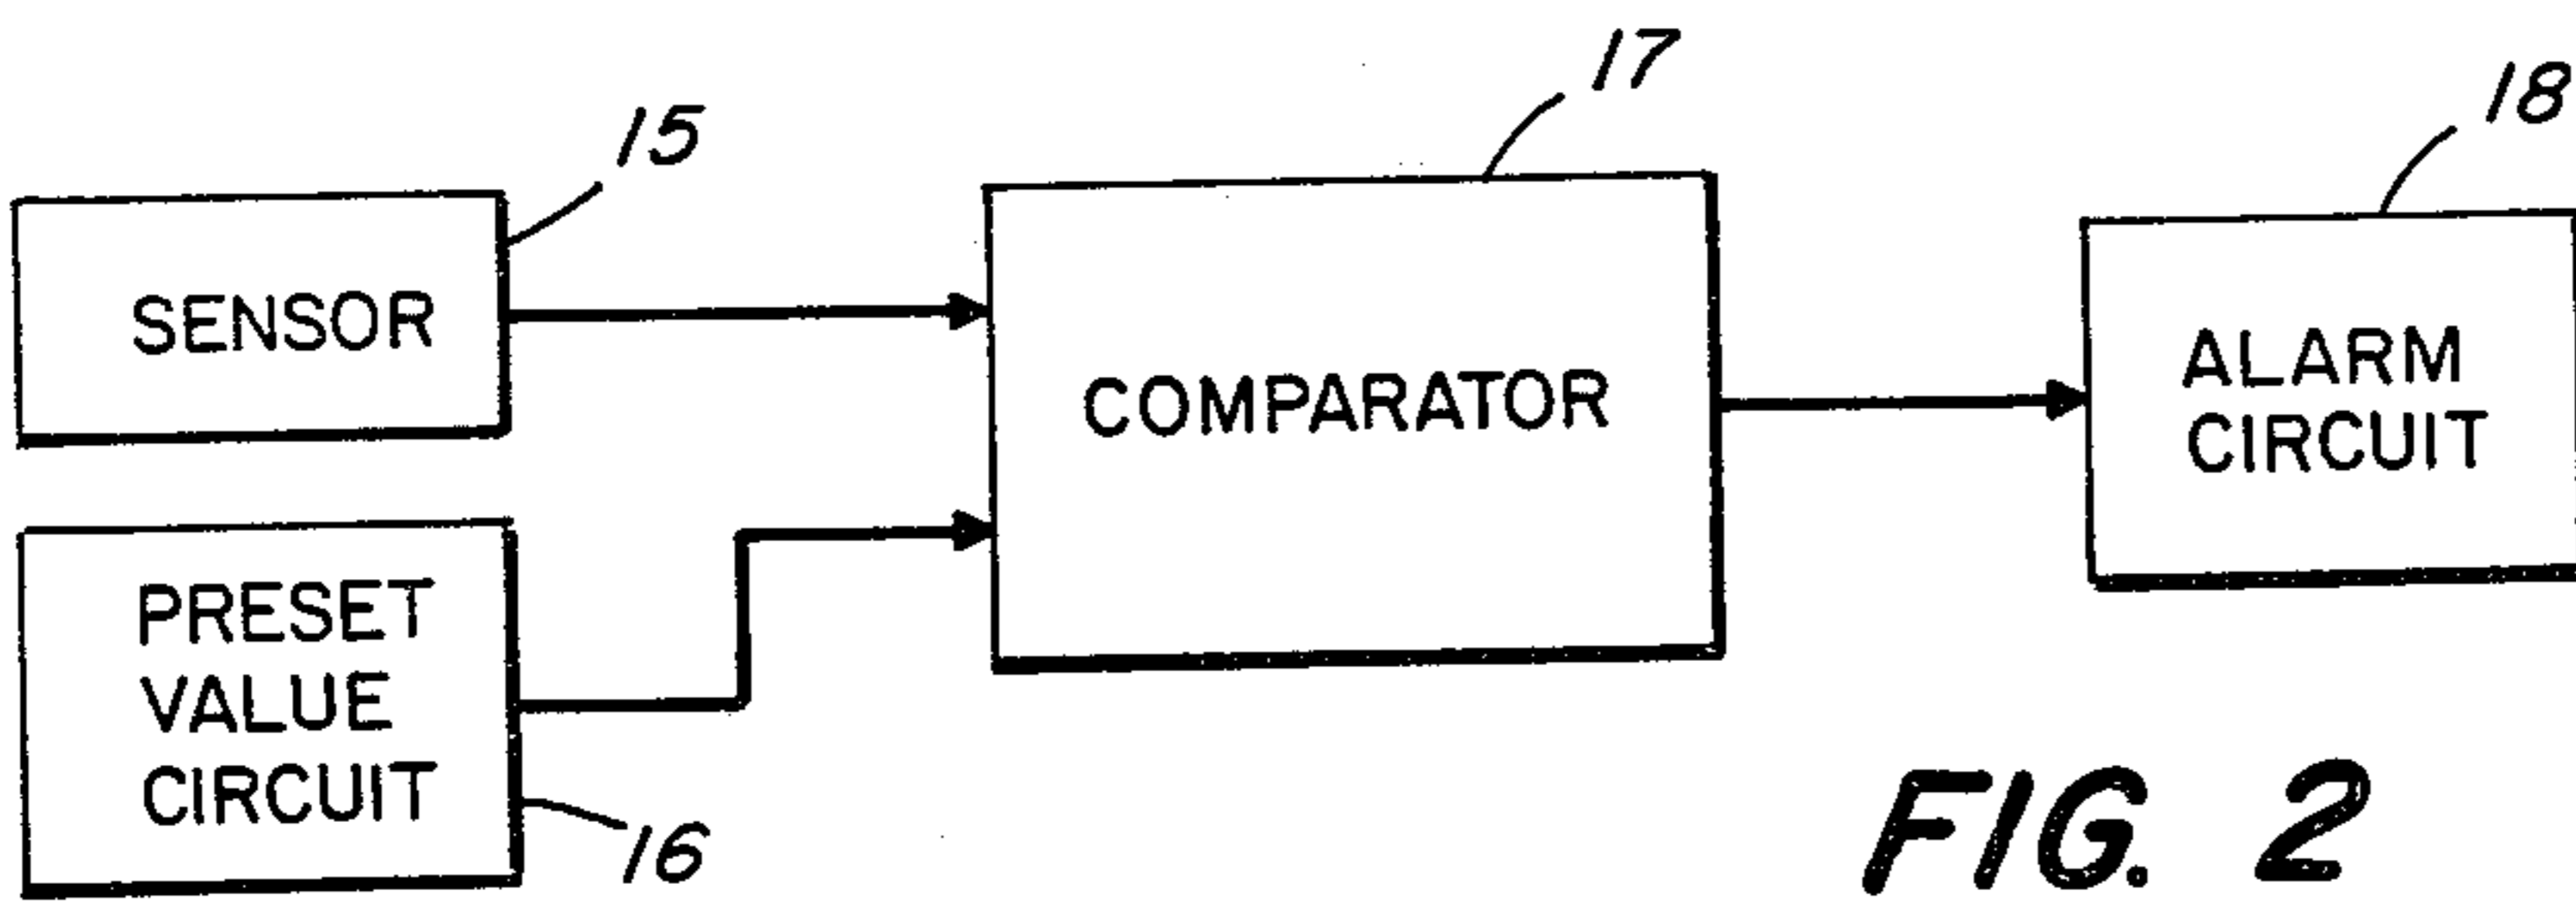 15
SENSOR
PRESET
VALUE
CIRCUIT
16
17
COMPARATOR
18
ALARM
CIRCUIT
FIG. 2